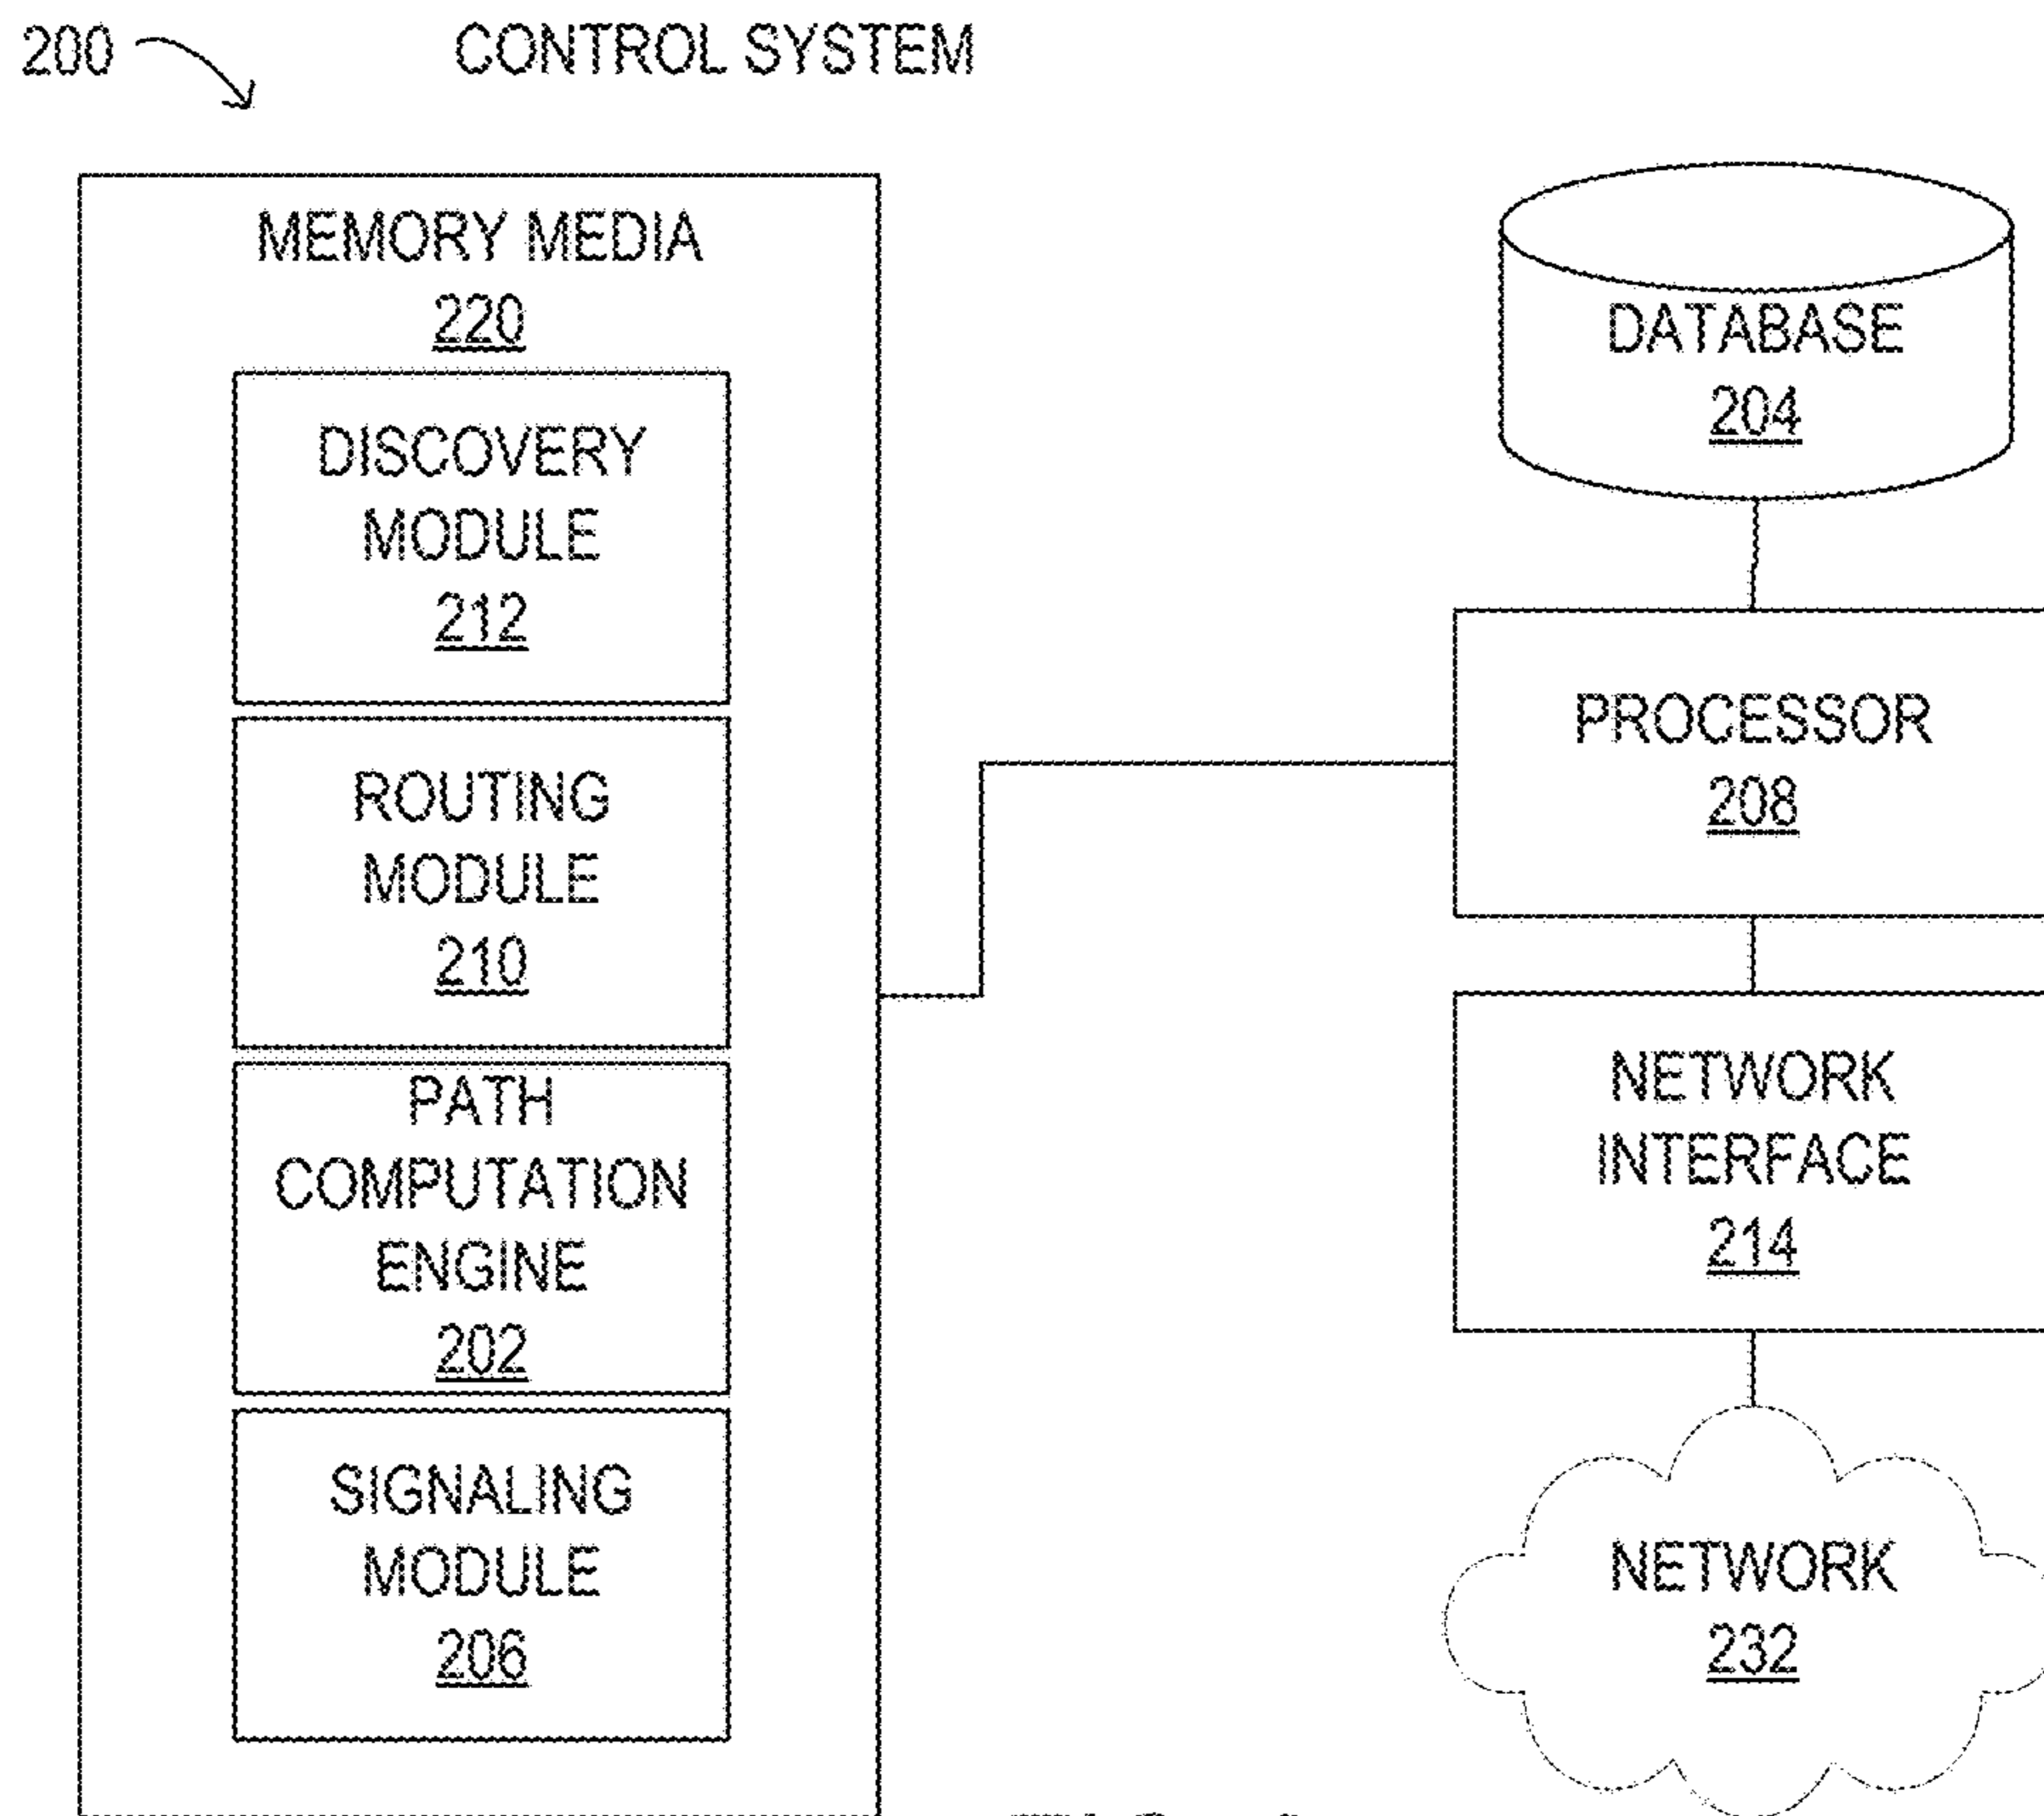 200
CONTROL SYSTEM
MEMORY MEDIA
220
DISCOVERY
MODULE
212
ROUTING
MODULE
210
PATH
COMPUTATION
ENGINE
202
SIGNALING
MODULE
206
DATABASE
204
PROCESSOR
208
NETWORK
INTERFACE
214
NETWORK
232